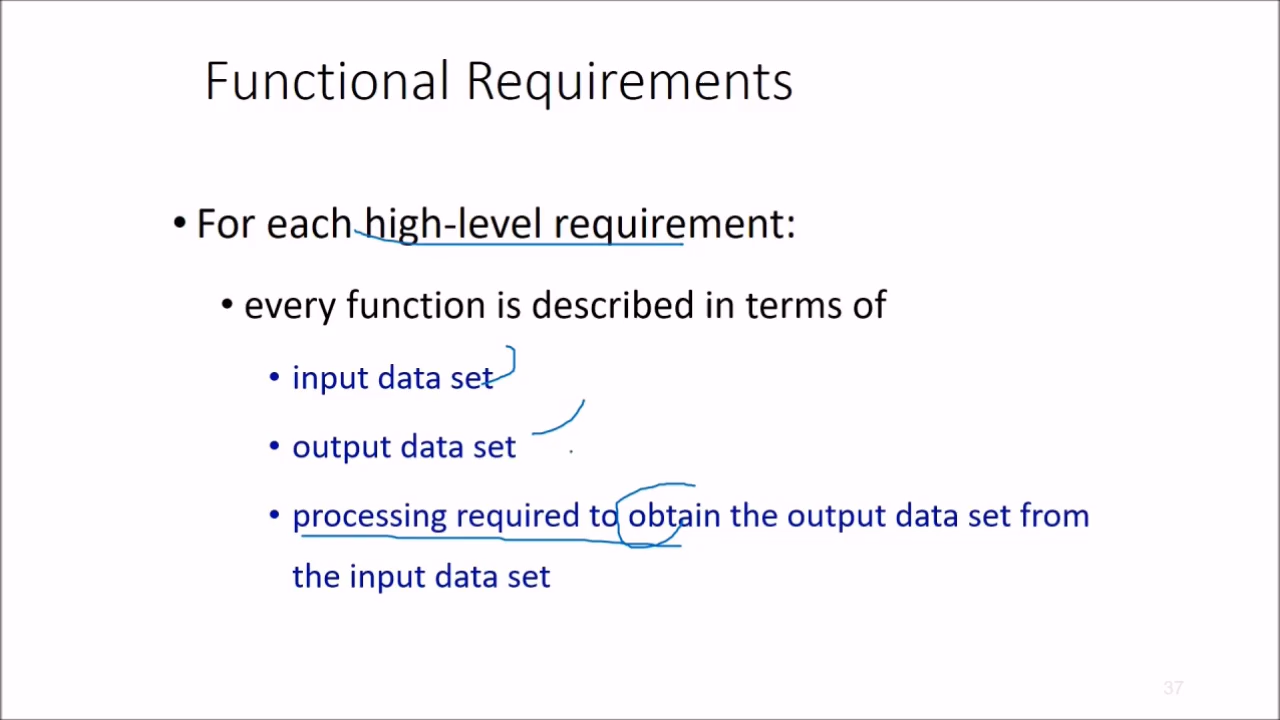 Functional Requirements
• For each high-level requirement:
• every function is described in terms of
• input data set
• output data set
• processing required to obtain the output data set from
the input data set
37